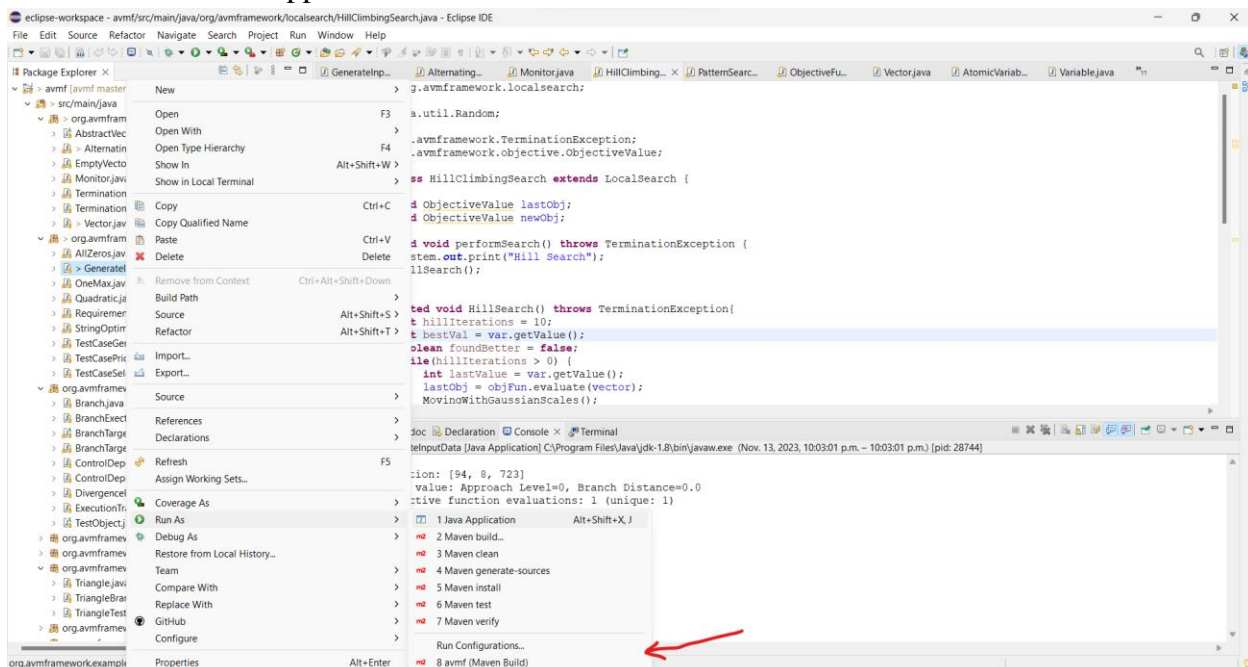 eclipse-workspace - avmf/src/main/java/org/avmframework/localsearch/HillClimbingSearch.java - Eclipse IDE
File Edit Source Refactor Navigate Search Project Run Window Help
Package Explorer
GenerateInp... Alternating... Monitor.java HillClimbing... PatternSearc... ObjectiveFu... Vector.java AtomicVariab... Variable.java
avmf [avmf master
src/main/java
org.avmfram
AbstractVec
> Alternatin
EmptyVecto
Monitor.java
Termination
Termination
> Vector.jav
> org.avmfram
AllZeros.jav
> GenerateI
OneMax.jav
Quadratic.ja
Requiremer
StringOptim
TestCaseGer
TestCasePric
TestCaseSel
org.avmframew
Branch.java
BranchExect
BranchTarge
BranchTarge
ControlDep
ControlDep
Divergencel
ExecutionTr
TestObject.j
org.avmframew
org.avmframew
org.avmframew
Triangle.java
TriangleBrar
TriangleTest
org.avmframew
org.avmframework.example
New >
Open F3
Open With >
Open Type Hierarchy F4
Show In Alt+Shift+W >
Show in Local Terminal >
Copy Ctrl+C
Copy Qualified Name
Paste Ctrl+V
Delete Delete
Remove from Context Ctrl+Alt+Shift+Down
Build Path >
Source Alt+Shift+S >
Refactor Alt+Shift+T >
Import...
Export...
Source >
References >
Declarations >
Refresh F5
Assign Working Sets...
Coverage As >
Run As >
Debug As >
Restore from Local History...
Team >
Compare With >
Replace With >
GitHub >
Configure >
Properties Alt+Enter
1 Java Application Alt+Shift+X, J
2 Maven build...
3 Maven clean
4 Maven generate-sources
5 Maven install
6 Maven test
7 Maven verify
Run Configurations...
8 avmf (Maven Build)
g.avmframework.localsearch;
a.util.Random;
.avmframework.TerminationException;
.avmframework.objective.ObjectiveValue;
ss HillClimbingSearch extends LocalSearch {
d ObjectiveValue lastObj;
d ObjectiveValue newObj;
d void performSearch() throws TerminationException {
stem.out.print("Hill Search");
llSearch();
ted void HillSearch() throws TerminationException{
t hillIterations = 10;
t bestVal = var.getValue();
olean foundBetter = false;
ile(hillIterations > 0) {
int lastValue = var.getValue();
lastObj = objFun.evaluate(vector);
MovingWithGaussianScales();
doc Declaration Console Terminal
teInputData [Java Application] C:\Program Files\Java\jdk-1.8\bin\javaw.exe (Nov. 13, 2023, 10:03:01 p.m. – 10:03:01 p.m.) [pid: 28744]
tion: [94, 8, 723]
value: Approach Level=0, Branch Distance=0.0
ctive function evaluations: 1 (unique: 1)